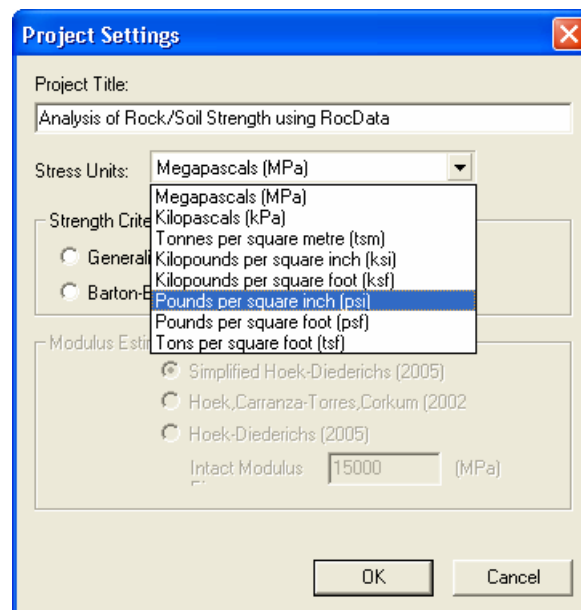 Project Settings
Project Title:
Analysis of Rock/Soil Strength using RocData
Stress Units:
Megapascals (MPa)
Megapascals (MPa)
Kilopascals (kPa)
Tonnes per square metre (tsm)
Kilopounds per square inch (ksi)
Kilopounds per square foot (ksf)
Pounds per square inch (psi)
Pounds per square foot (psf)
Tons per square foot (tsf)
Strength Crite
Generali
Barton-B
Modulus Estim
Simplified Hoek-Diederichs (2005)
Hoek,Carranza-Torres,Corkum (2002
Hoek-Diederichs (2005)
Intact Modulus
15000
(MPa)
OK
Cancel